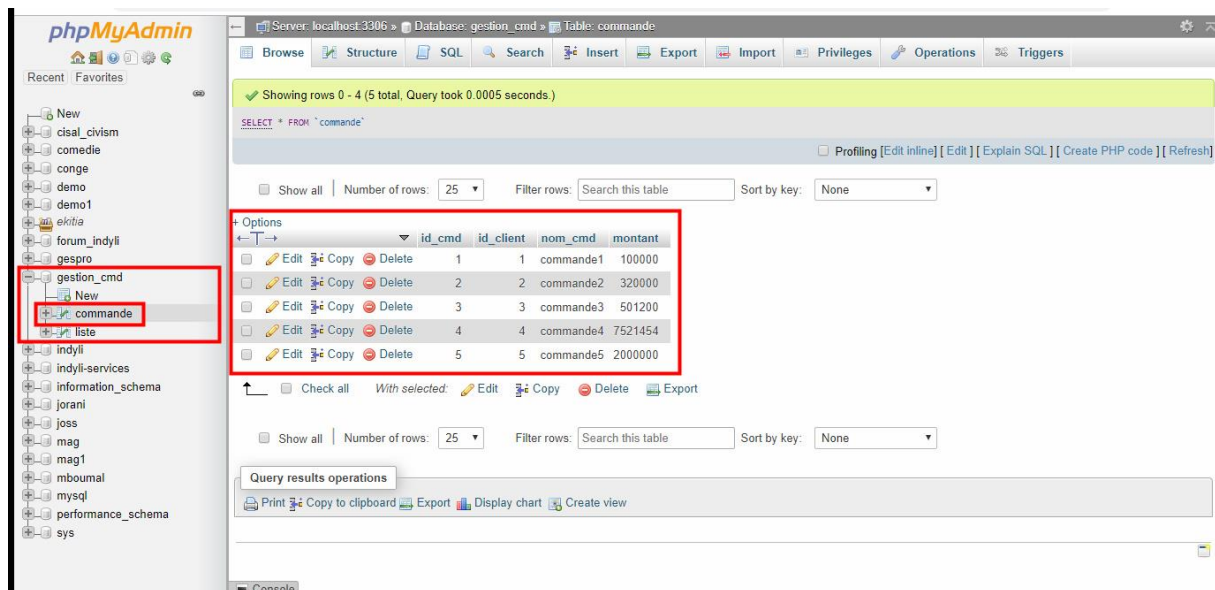 phpMyAdmin
Recent Favorites
New
cisal_civism
comedie
conge
demo
demo1
ekitia
forum_indyli
gespro
gestion_cmd
New
commande
liste
indyli
indyli-services
information_schema
jorani
joss
mag
mag1
mboumal
mysql
performance_schema
sys
Server: localhost:3306 » Database: gestion_cmd » Table: commande
Browse Structure SQL Search Insert Export Import Privileges Operations Triggers
Showing rows 0 - 4 (5 total, Query took 0.0005 seconds.)
SELECT * FROM `commande`
Profiling [Edit inline] [ Edit ] [ Explain SQL ] [ Create PHP code ] [ Refresh]
Show all | Number of rows: 25 Filter rows: Search this table Sort by key: None
+ Options
←T→ id_cmd id_client nom_cmd montant
Edit Copy Delete 1 1 commande1 100000
Edit Copy Delete 2 2 commande2 320000
Edit Copy Delete 3 3 commande3 501200
Edit Copy Delete 4 4 commande4 7521454
Edit Copy Delete 5 5 commande5 2000000
Check all With selected: Edit Copy Delete Export
Show all | Number of rows: 25 Filter rows: Search this table Sort by key: None
Query results operations
Print Copy to clipboard Export Display chart Create view
Console